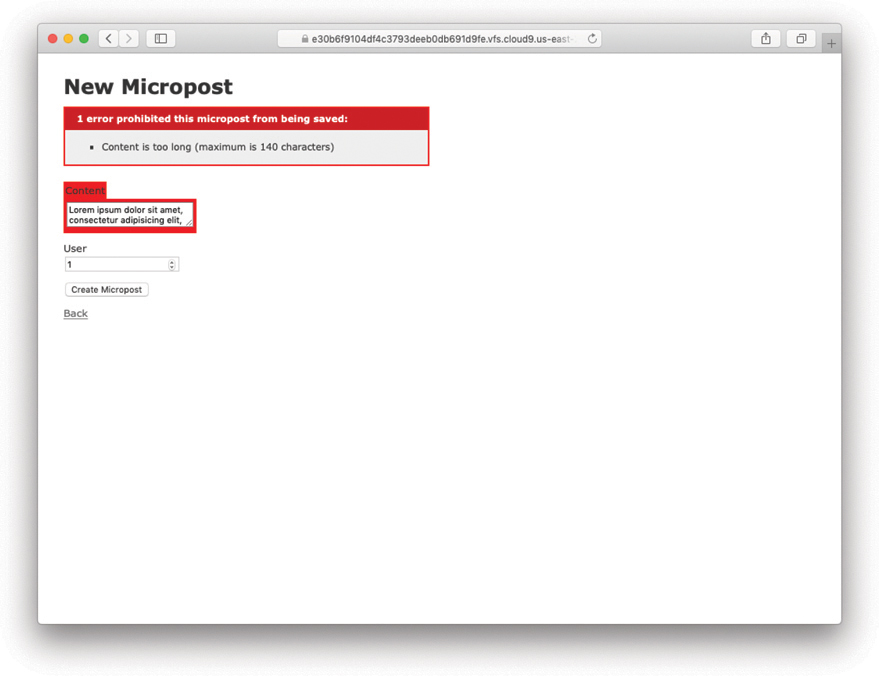 e30b6f9104df4c3793deeb0db691d9fe.vfs.cloud9.us-east-
New Micropost
1 error prohibited this micropost from being saved:
Content is too long (maximum is 140 characters)
Content
Lorem ipsum dolor sit amet,
consectetur adipisicing elit,
User
1
Create Micropost
Back